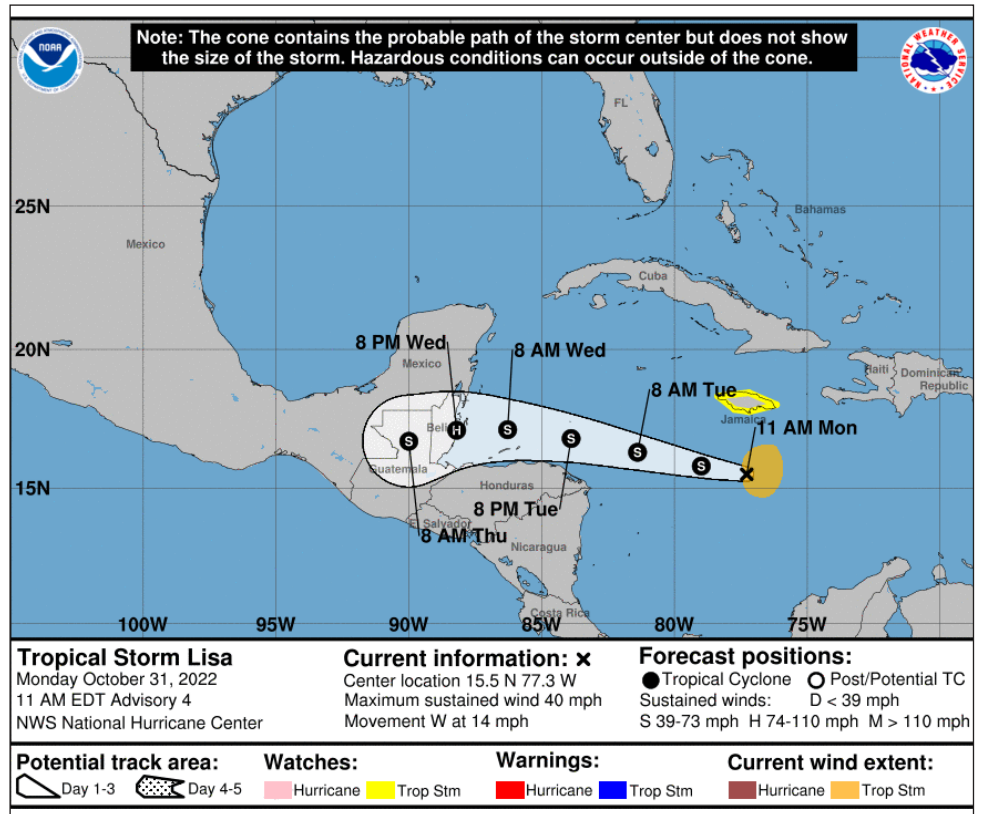 Note: The cone contains the probable path of the storm center but does not show
the size of the storm. Hazardous conditions can occur outside of the cone.
NOAA
NATIONAL WEATHER SERVICE
FL
25N
Bahamas
Mexico
Cuba
8 PM Wed
20N
8 AM Wed
Mexico
Haiti
Dominican
Republic
8 AM Tue
Jamaica
11 AM Mon
Beli
S
H
S
S
S
S
Guatemala
15N
Honduras
8 PM Tue
El Salvador
8 AM Thu
Nicaragua
Costa Rica
100W 95W 90W 85W 80W 75W
Tropical Storm Lisa
Monday October 31, 2022
11 AM EDT Advisory 4
NWS National Hurricane Center
Current information: ×
Center location 15.5 N 77.3 W
Maximum sustained wind 40 mph
Movement W at 14 mph
Forecast positions:
Tropical Cyclone Post/Potential TC
Sustained winds: D < 39 mph
S 39-73 mph H 74-110 mph M > 110 mph
Potential track area:
Day 1-3 Day 4-5
Watches:
Hurricane Trop Stm
Warnings:
Hurricane Trop Stm
Current wind extent:
Hurricane Trop Stm